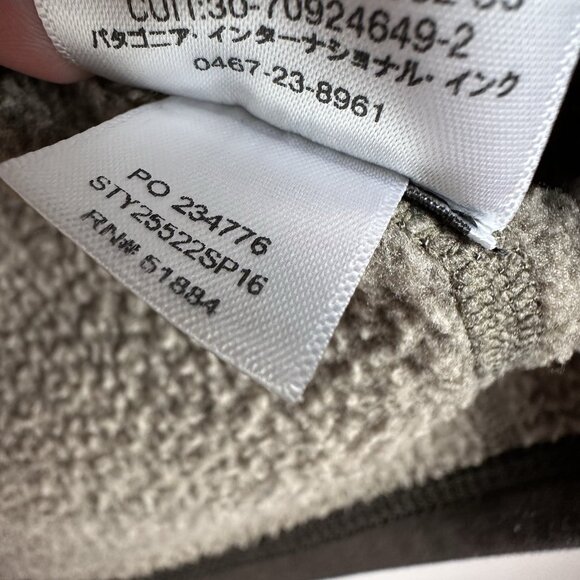 CUIT:30-70924649-2
パタゴニア・インターナショナル・インク
0467-23-8961
PO 234776
STY25522SP16
RN# 51884